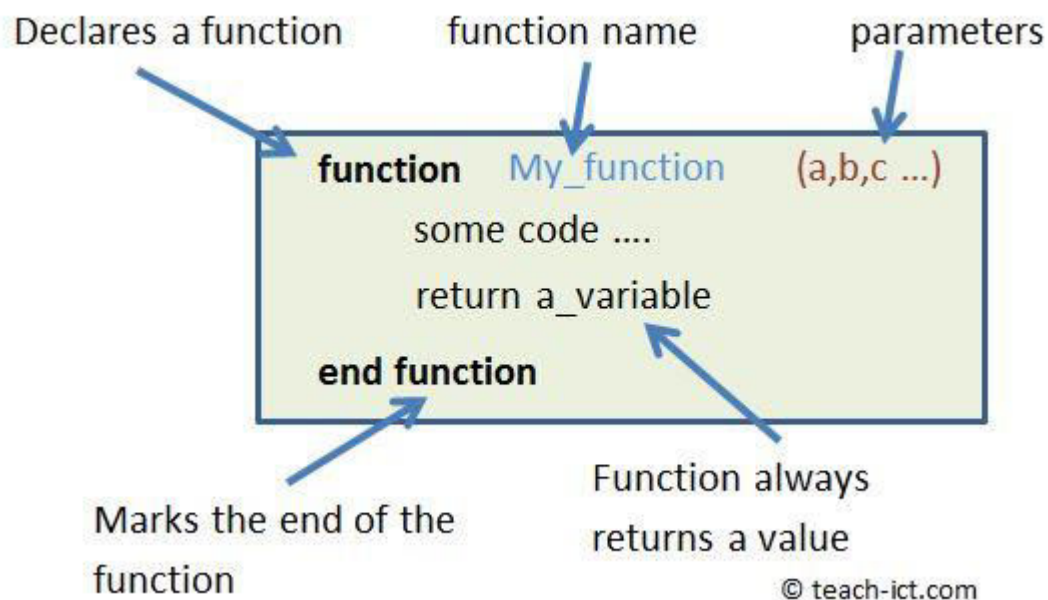 Declares a function
function name
parameters
function My_function (a,b,c ...)
some code ....
return a_variable
end function
Marks the end of the
function
Function always
returns a value
© teach-ict.com